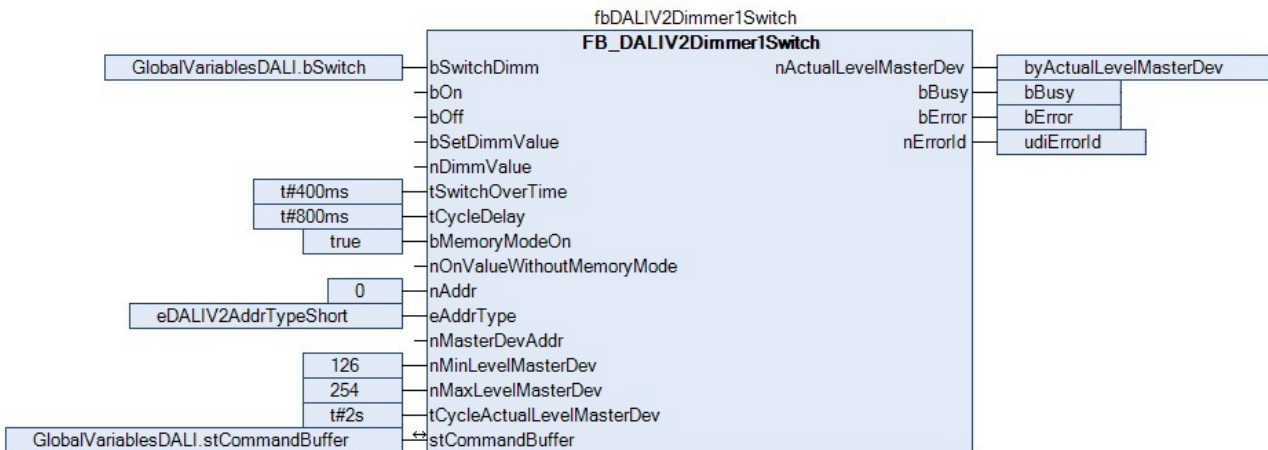 fbDALIV2Dimmer1Switch
FB_DALIV2Dimmer1Switch
GlobalVariablesDALI.bSwitch bSwitchDimm nActualLevelMasterDev byActualLevelMasterDev
bOn bBusy bBusy
bOff bError bError
bSetDimmValue nErrorId udiErrorId
nDimmValue
t#400ms tSwitchOverTime
t#800ms tCycleDelay
true bMemoryModeOn
nOnValueWithoutMemoryMode
0 nAddr
eDALIV2AddrTypeShort eAddrType
nMasterDevAddr
126 nMinLevelMasterDev
254 nMaxLevelMasterDev
t#2s tCycleActualLevelMasterDev
GlobalVariablesDALI.stCommandBuffer stCommandBuffer